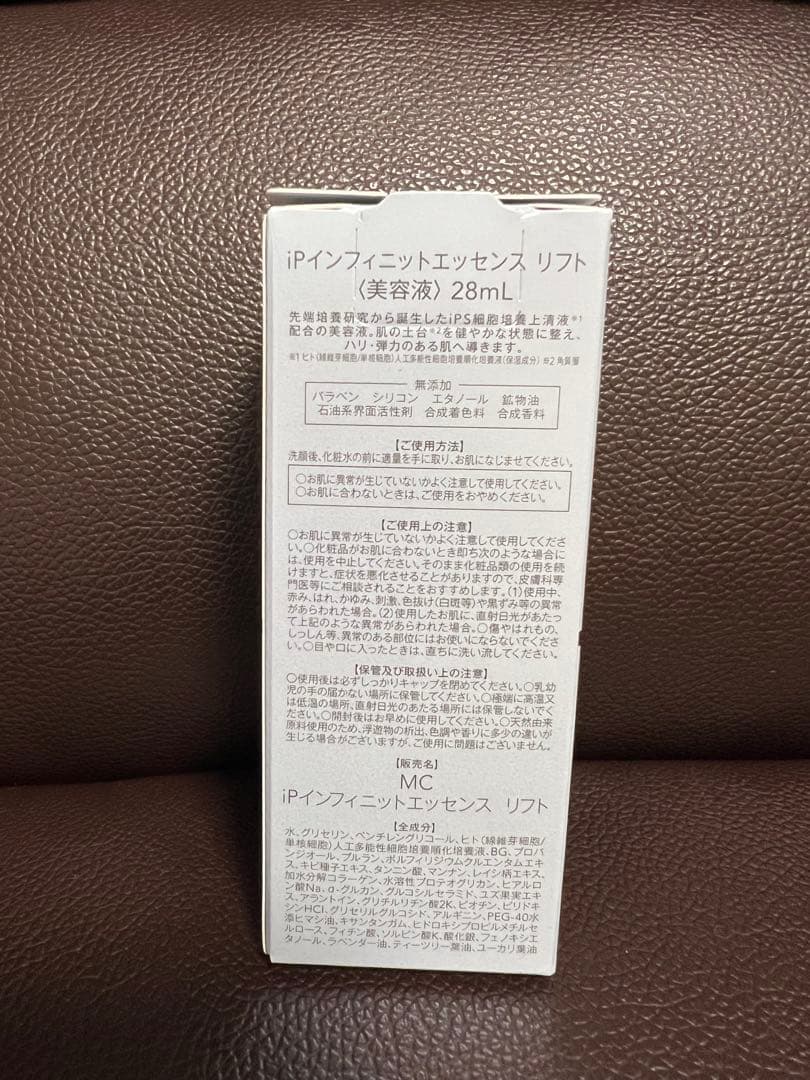 iPインフィニットエッセンス リフト
〈美容液〉28mL
先端培養研究から誕生したiPS細胞培養上清液※1
配合の美容液。肌の土台※2を健やかな状態に整え、
ハリ・弾力のある肌へ導きます。
※1 ヒト(線維芽細胞/単核細胞)人工多能性細胞培養順化培養液(保湿成分) ※2 角質層
無添加
パラベン シリコン エタノール 鉱物油
石油系界面活性剤 合成着色料 合成香料
【ご使用方法】
洗顔後、化粧水の前に適量を手に取り、お肌になじませてください。
○お肌に異常が生じていないかよく注意して使用してください。
○お肌に合わないときは、ご使用をおやめください。
【ご使用上の注意】
○お肌に異常が生じていないかよく注意して使用してくださ
い。○化粧品がお肌に合わないとき即ち次のような場合に
は、使用を中止してください。そのまま化粧品類の使用を続
けますと、症状を悪化させることがありますので、皮膚科専
門医等にご相談されることをおすすめします。(1)使用中、
赤み、はれ、かゆみ、刺激、色抜け(白斑等)や黒ずみ等の異常
があらわれた場合。(2)使用したお肌に、直射日光があたっ
て上記のような異常があらわれた場合。○傷やはれもの、
しっしん等、異常のある部位にはお使いにならないでくださ
い。○目や口に入ったときは、直ちに洗い流してください。
【保管及び取扱い上の注意】
○使用後は必ずしっかりキャップを閉めてください。○乳幼
児の手の届かない場所に保管してください。○極端に高温又
は低温の場所、直射日光のあたる場所には保管しないでく
ださい。○開封後はお早めに使用してください。○天然由来
原料使用のため、浮遊物の析出、色調や香りに多少の違いが
生じる場合がございますが、ご使用に問題はございません。
【販売名】
MC
iPインフィニットエッセンス リフト
【全成分】
水、グリセリン、ペンチレングリコール、ヒト(線維芽細胞/
単核細胞)人工多能性細胞培養順化培養液、BG、プロパ
ンジオール、プルラン、ポルフィリジウムクルエンタムエキ
ス、キビ種子エキス、タンニン酸、マンナン、レイシ柄エキス、
加水分解コラーゲン、水溶性プロテオグリカン、ヒアルロ
ン酸Na、α-グルカン、グルコシルセラミド、ユズ果実エキ
ス、アラントイン、グリチルリチン酸2K、ビオチン、ピリドキ
シンHCl、グリセリルグルコシド、アルギニン、PEG-40水
添ヒマシ油、キサンタンガム、ヒドロキシプロピルメチルセ
ルロース、フィチン酸、ソルビン酸K、酸化銀、フェノキシエ
タノール、ラベンダー油、ティーツリー葉油、ユーカリ葉油